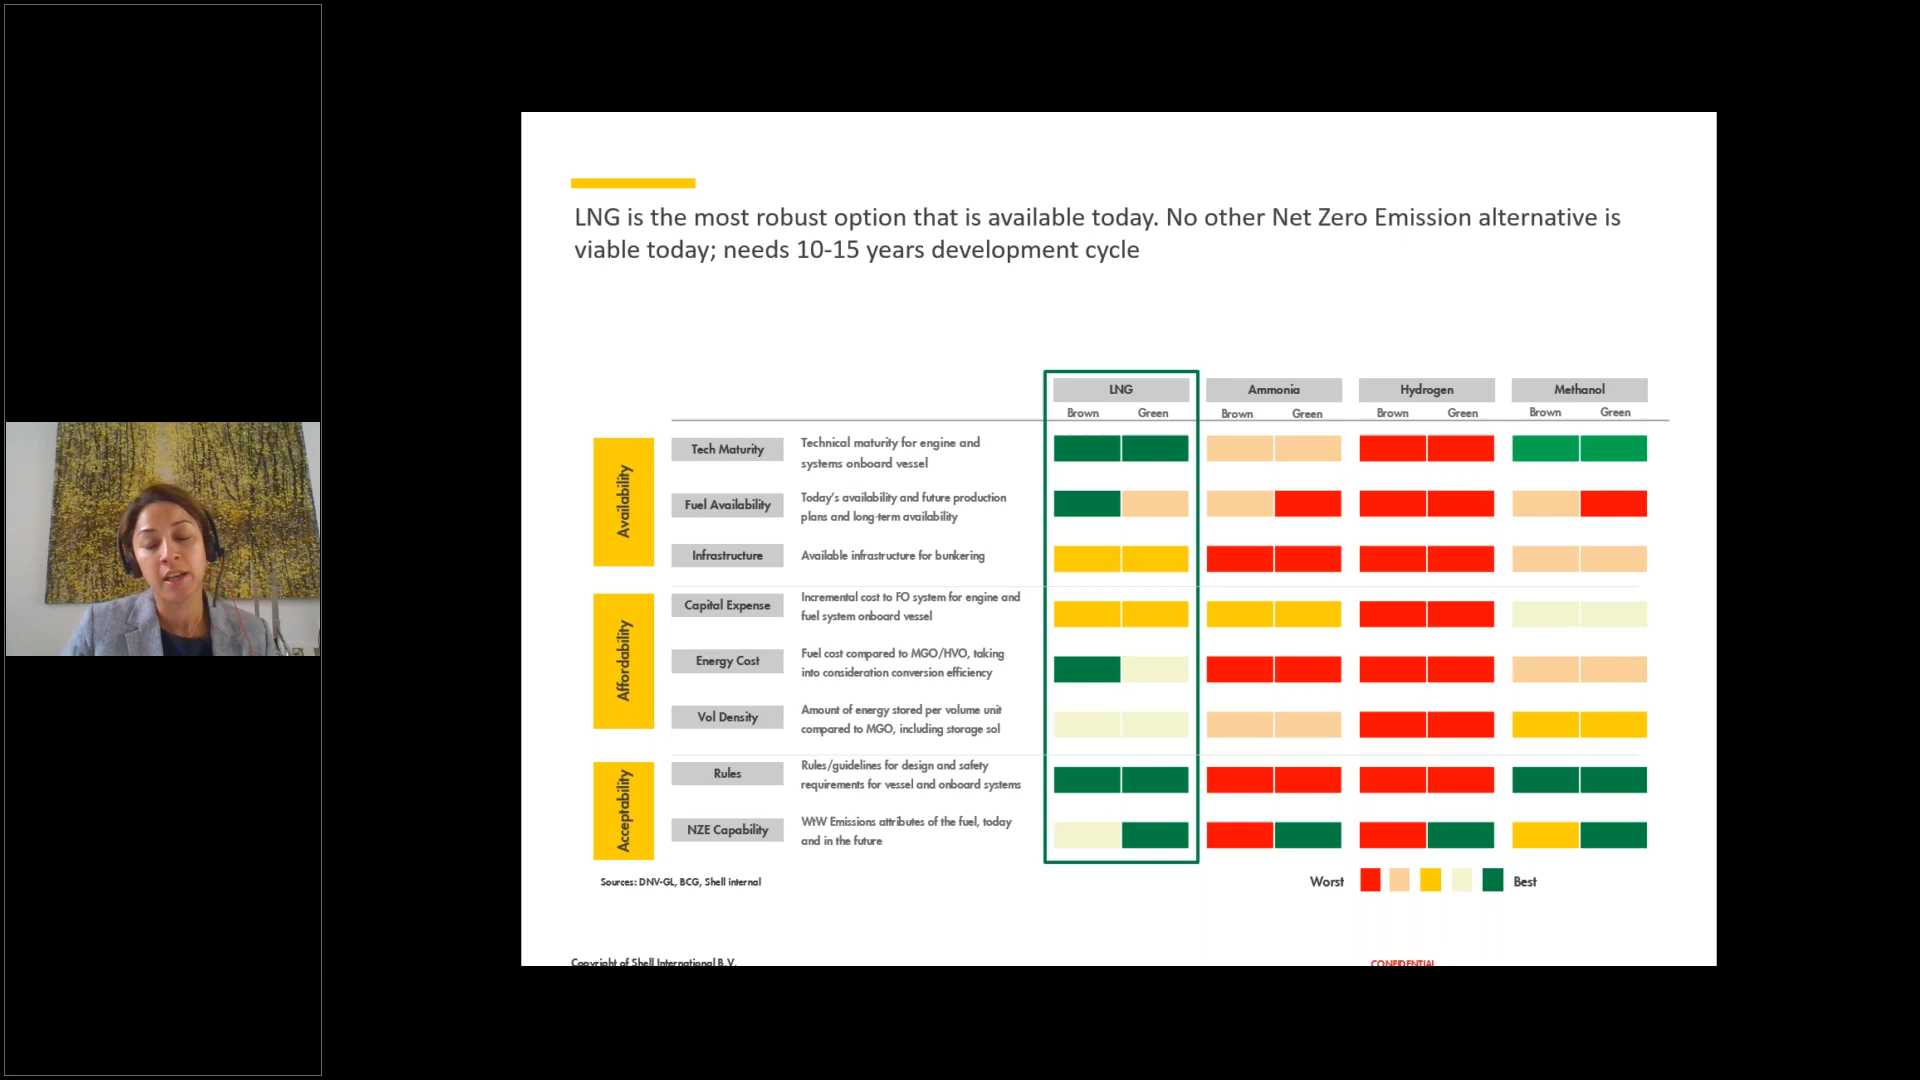 LNG is the most robust option that is available today. No other Net Zero Emission alternative is
viable today; needs 10-15 years development cycle
LNG Ammonia Hydrogen Methanol
Brown Green Brown Green Brown Green Brown Green
Availability
Tech Maturity
Technical maturity for engine and
systems onboard vessel
Fuel Availability
Today's availability and future production
plans and long-term availability
Infrastructure
Available infrastructure for bunkering
Affordability
Capital Expense
Incremental cost to FO system for engine and
fuel system onboard vessel
Energy Cost
Fuel cost compared to MGO/HVO, taking
into consideration conversion efficiency
Vol Density
Amount of energy stored per volume unit
compared to MGO, including storage sol
Acceptability
Rules
Rules/guidelines for design and safety
requirements for vessel and onboard systems
NZE Capability
WtW Emissions attributes of the fuel, today
and in the future
Sources: DNV-GL, BCG, Shell internal
Worst Best
Copyright of Shell International B.V.
CONFIDENTIAL